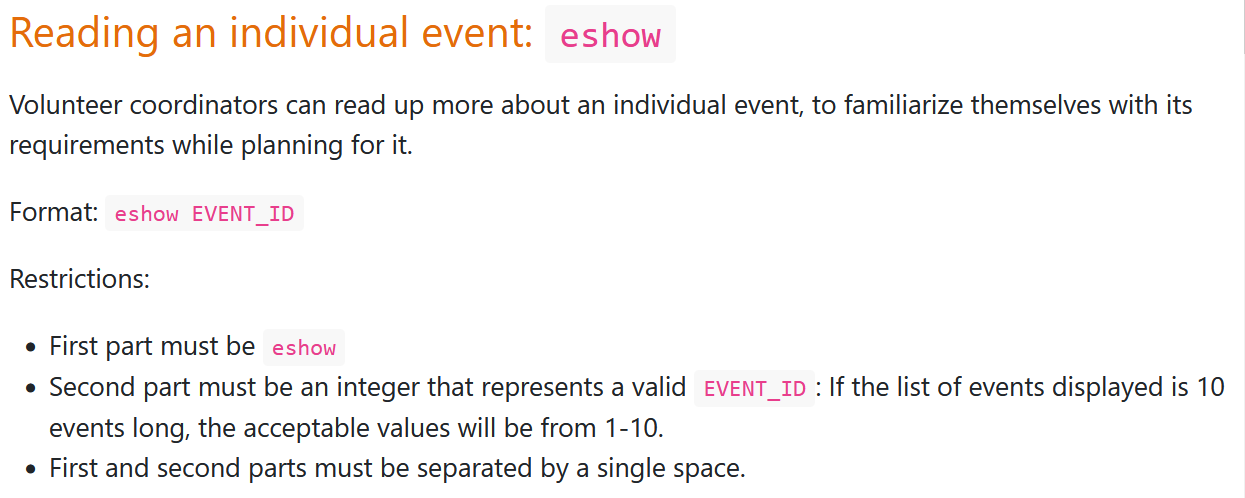 Reading an individual event: eshow
Volunteer coordinators can read up more about an individual event, to familiarize themselves with its
requirements while planning for it.
Format: eshow EVENT_ID
Restrictions:
• First part must be eshow
• Second part must be an integer that represents a valid EVENT_ID: If the list of events displayed is 10
events long, the acceptable values will be from 1-10.
• First and second parts must be separated by a single space.